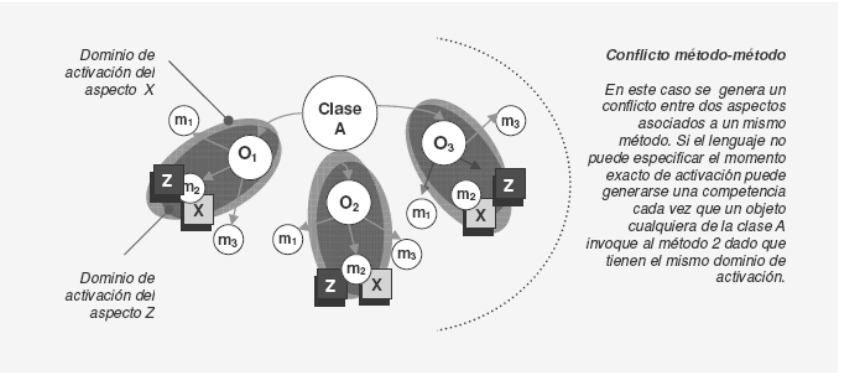 Dominio de
activación del
aspecto X
Clase
A
m1
O1
Z
m2
X
m3
O2
m1
m2
m3
Z
X
O3
m3
m1
m2
Z
X
Dominio de
activación del
aspecto Z
Conflicto método-método
En este caso se genera un
conflicto entre dos aspectos
asociados a un mismo
método. Si el lenguaje no
puede especificar el momento
exacto de activación puede
generarse una competencia
cada vez que un objeto
cualquiera de la clase A
invoque al método 2 dado que
tienen el mismo dominio de
activación.